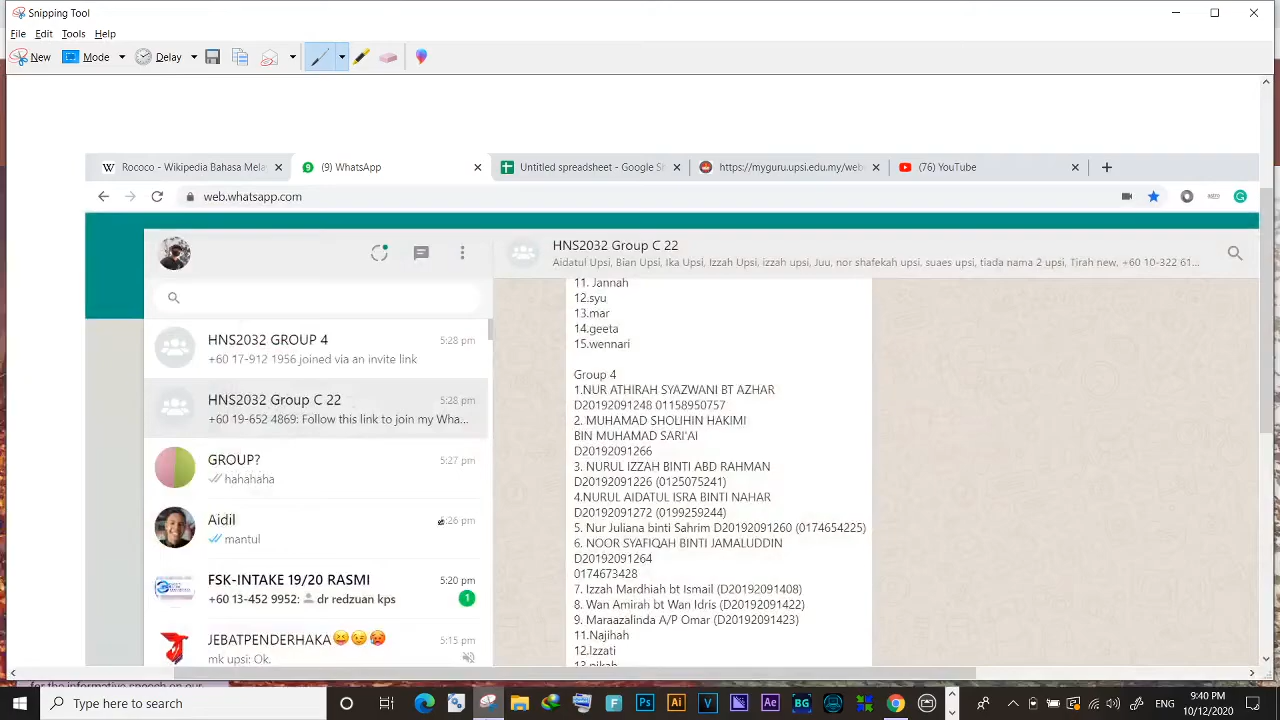 Snipping Tool
File Edit Tools Help
New Mode Delay
Rococo - Wikipedia Bahasa Mela
(9) WhatsApp
Untitled spreadsheet - Google S
https://myguru.upsi.edu.my/web
(76) YouTube
web.whatsapp.com
HNS2032 Group C 22
Aidatul Upsi, Bian Upsi, Ika Upsi, Izzah Upsi, izzah upsi, Juu, nor shafekah upsi, suaes upsi, tiada nama 2 upsi, Tirah new, +60 10-322 61...
HNS2032 GROUP 4 5:28 pm
+60 17-912 1956 joined via an invite link
HNS2032 Group C 22 5:28 pm
+60 19-652 4869: Follow this link to join my Wha...
GROUP? 5:27 pm
hahahaha
Aidil 5:26 pm
mantul
FSK-INTAKE 19/20 RASMI 5:20 pm
+60 13-452 9952: dr redzuan kps 1
JEBATPENDERHAKA😝😉🥵 5:15 pm
mk upsi: Ok.
11. Jannah
12.syu
13.mar
14.geeta
15.wennari
Group 4
1.NUR ATHIRAH SYAZWANI BT AZHAR
D20192091248 01158950757
2. MUHAMAD SHOLIHIN HAKIMI
BIN MUHAMAD SARI'AI
D20192091266
3. NURUL IZZAH BINTI ABD RAHMAN
D20192091226 (0125075241)
4.NURUL AIDATUL ISRA BINTI NAHAR
D20192091272 (0199259244)
5. Nur Juliana binti Sahrim D20192091260 (0174654225)
6. NOOR SYAFIQAH BINTI JAMALUDDIN
D20192091264
0174673428
7. Izzah Mardhiah bt Ismail (D20192091408)
8. Wan Amirah bt Wan Idris (D20192091422)
9. Maraazalinda A/P Omar (D20192091423)
11.Najihah
12.Izzati
for the informative speech on our
Type here to search
ENG
9:40 PM
10/12/2020